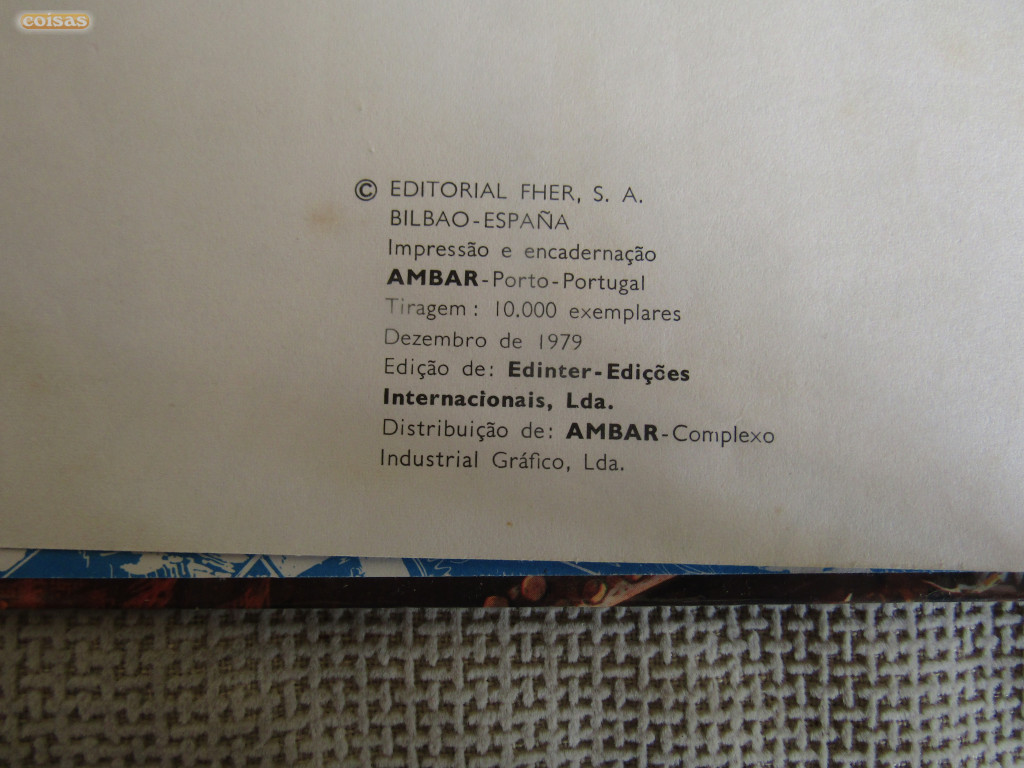 coisas
© EDITORIAL FHER, S. A.
BILBAO-ESPAÑA
Impressão e encadernação
AMBAR-Porto-Portugal
Tiragem: 10.000 exemplares
Dezembro de 1979
Edição de: Edinter-Edições
Internacionais, Lda.
Distribuição de: AMBAR-Complexo
Industrial Gráfico, Lda.